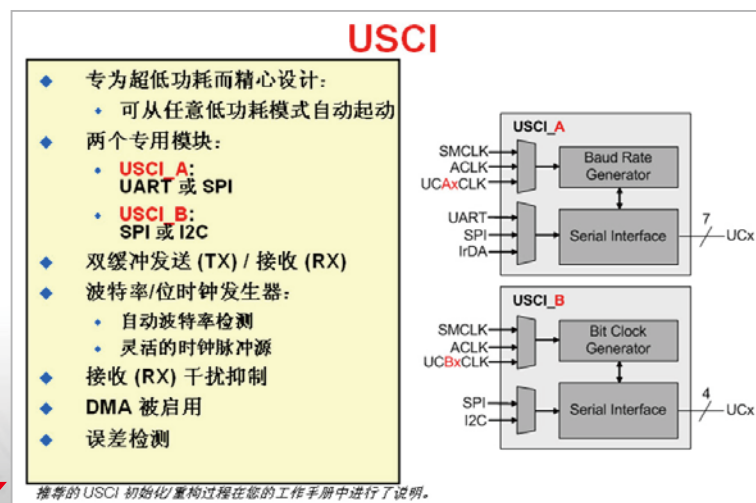 USCI
专为超低功耗而精心设计:
可从任意低功耗模式自动起动
两个专用模块:
USCI_A:
UART 或 SPI
USCI_B:
SPI 或 I2C
双缓冲发送 (TX) / 接收 (RX)
波特率/位时钟发生器:
自动波特率检测
灵活的时钟脉冲源
接收 (RX) 干扰抑制
DMA 被启用
误差检测
推荐的 USCI 初始化/重构过程在您的工作手册中进行了说明。
USCI_A
SMCLK
ACLK
UCAxCLK
Baud Rate
Generator
UART
SPI
IrDA
Serial Interface
7
UCx
USCI_B
SMCLK
ACLK
UCBxCLK
Bit Clock
Generator
SPI
I2C
Serial Interface
4
UCx